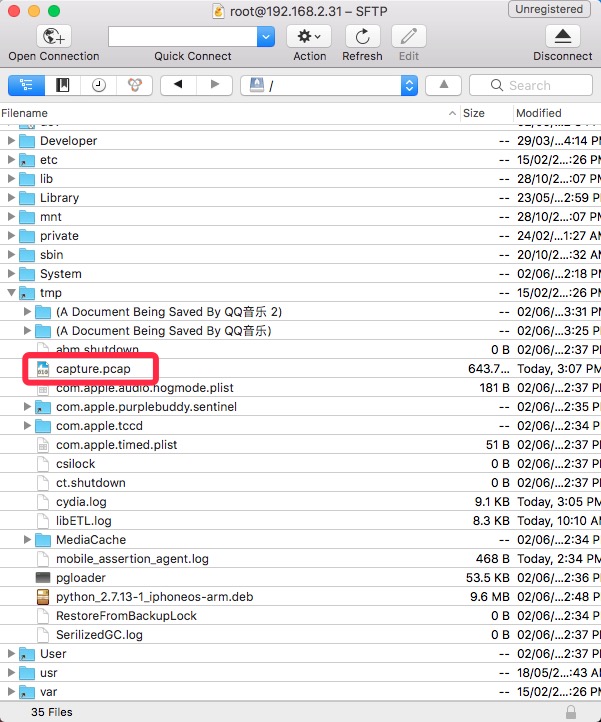 root@192.168.2.31 – SFTP
Unregistered
Open Connection
Quick Connect
Action
Refresh
Edit
Disconnect
/
Search
Filename
Size
Modified
Developer -- 29/03/...4:14 PM
etc -- 15/02/...:26 PM
lib -- 28/10/...:07 PM
Library -- 23/05/...2:59 P
mnt -- 28/10/...:07 PM
private -- 24/02/...1:27 AM
sbin -- 20/10/...:32 AM
System -- 02/06/...2:18 PM
tmp -- 15/02/...:26 PM
(A Document Being Saved By QQ音乐 2) -- 02/06/...3:31 PM
(A Document Being Saved By QQ音乐) -- 02/06/...3:25 PM
abm.shutdown 0 B 02/06/...2:37 PM
capture.pcap 643.7... Today, 3:07 PM
com.apple.audio.hogmode.plist 181 B 02/06/...2:37 PM
com.apple.purplebuddy.sentinel -- 02/06/...2:35 PM
com.apple.tccd -- 02/06/...2:34 PM
com.apple.timed.plist 51 B 02/06/...2:37 PM
csilock 0 B 02/06/...2:37 PM
ct.shutdown 0 B 02/06/...2:37 PM
cydia.log 9.1 KB Today, 3:05 PM
libETL.log 8.3 KB Today, 10:10 A
MediaCache -- 02/06/...2:34 PM
mobile_assertion_agent.log 468 B Today, 2:34 PM
pgloader 53.5 KB 02/06/...2:36 PM
python_2.7.13-1_iphoneos-arm.deb 9.6 MB 02/06/...2:48 PM
RestoreFromBackupLock 0 B 02/06/...2:37 PM
SerilizedGC.log 0 B 02/06/...2:37 PM
User -- 02/06/...2:37 PM
usr -- 18/05/...:43 AM
var -- 15/02/...:26 PM
35 Files